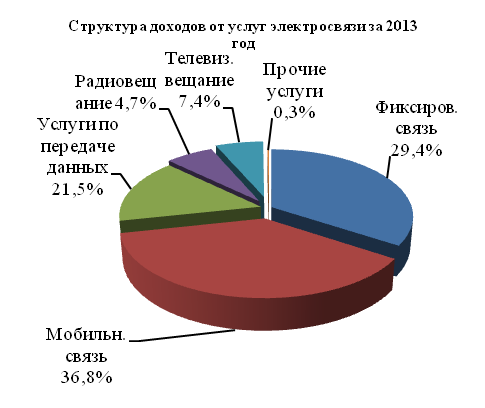 Структура доходов от услуг электросвязи за 2013
год
Телевиз.
вещание
7,4%
Прочие
услуги
0,3%
Радиовещ
ание 4,7%
Фиксиров.
связь
29,4%
Услуги по
передаче
данных
21,5%
Мобильн.
связь
36,8%